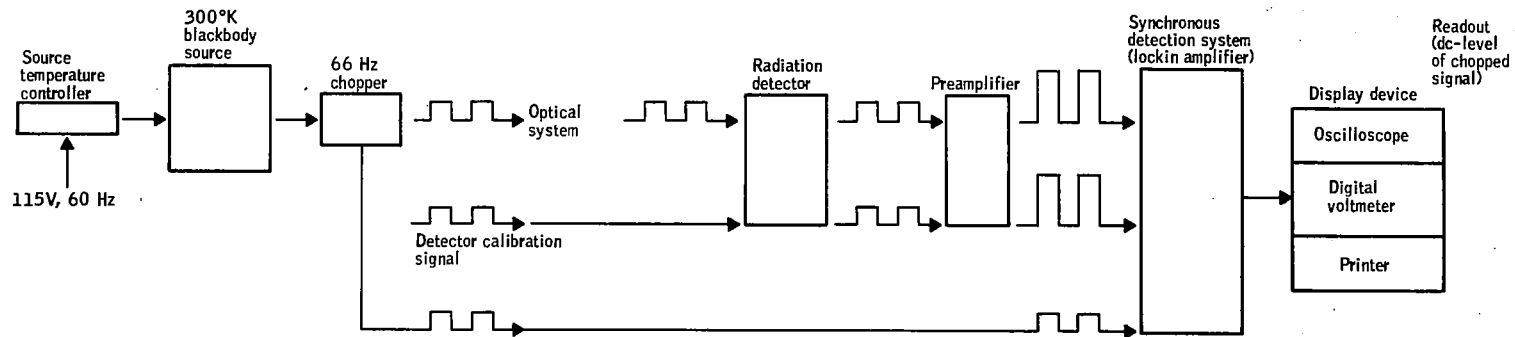 Source
temperature
controller
115V, 60 Hz
300°K
blackbody
source
66 Hz
chopper
Optical
system
Detector calibration
signal
Radiation
detector
Preamplifier
Synchronous
detection system
(lockin amplifier)
Display device
Oscilloscope
Digital
voltmeter
Printer
Readout
(dc-level
of chopped
signal)